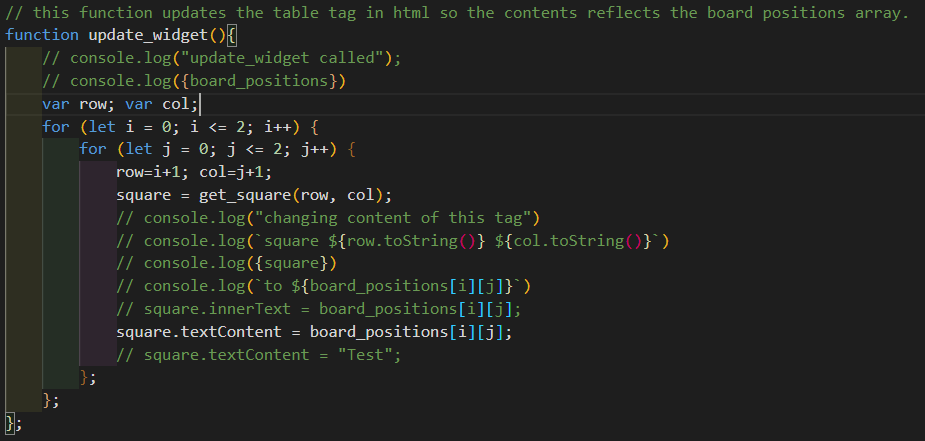 // this function updates the table tag in html so the contents reflects the board positions array.
function update_widget(){
    // console.log("update_widget called");
    // console.log({board_positions})
    var row; var col;
    for (let i = 0; i <= 2; i++) {
        for (let j = 0; j <= 2; j++) {
            row=i+1; col=j+1;
            square = get_square(row, col);
            // console.log("changing content of this tag")
            // console.log(`square ${row.toString()} ${col.toString()}`)
            // console.log({square})
            // console.log(`to ${board_positions[i][j]}`)
            // square.innerText = board_positions[i][j];
            square.textContent = board_positions[i][j];
            // square.textContent = "Test";
        };
    };
};